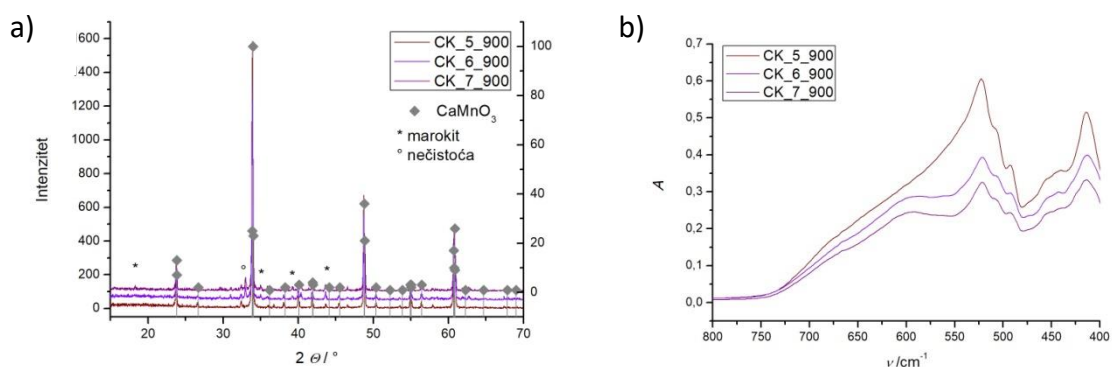 a)
1600
1400
1200
1000
800
600
400
200
0
Intenzitet
CK_5_900
CK_6_900
CK_7_900
CaMnO₃
* marokit
° nečistoća
100
80
60
40
20
0
20
30
40
50
60
70
2 Θ / °
b)
0,7
0,6
0,5
0,4
0,3
0,2
0,1
0,0
A
CK_5_900
CK_6_900
CK_7_900
800
750
700
650
600
550
500
450
400
ν /cm⁻¹